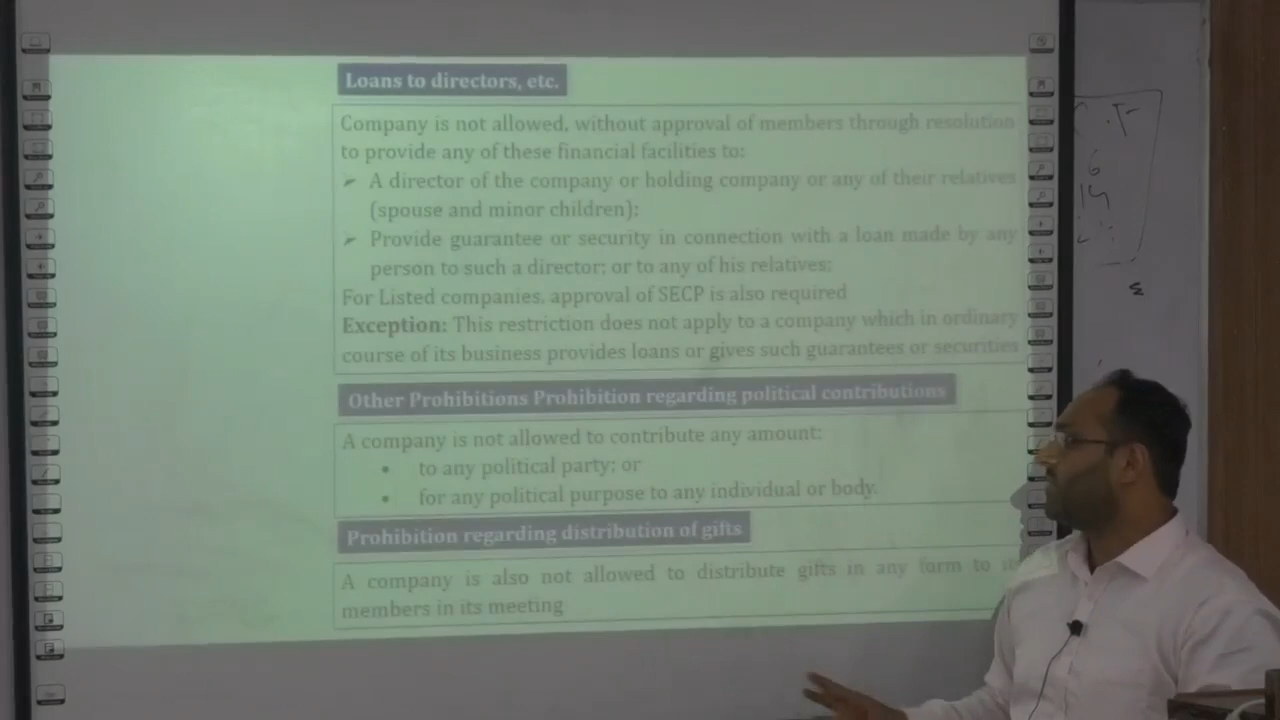 Loans to directors, etc.
Company is not allowed, without approval of members through resolution
to provide any of these financial facilities to:
➢ A director of the company or holding company or any of their relatives
(spouse and minor children);
➢ Provide guarantee or security in connection with a loan made by any
person to such a director; or to any of his relatives;
For Listed companies, approval of SECP is also required
Exception: This restriction does not apply to a company which in ordinary
course of its business provides loans or gives such guarantees or securities
Other Prohibitions Prohibition regarding political contributions
A company is not allowed to contribute any amount:
• to any political party; or
• for any political purpose to any individual or body.
Prohibition regarding distribution of gifts
A company is also not allowed to distribute gifts in any form to
members in its meeting
6